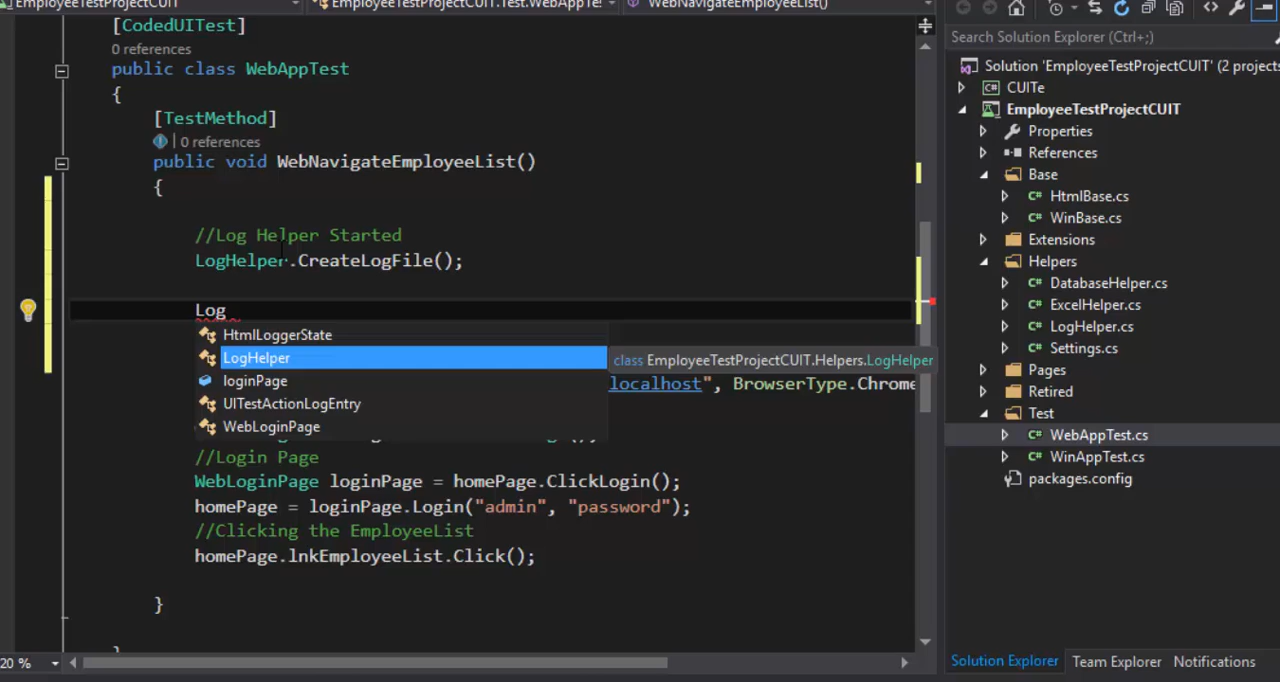 EmployeeTestProjectCUIT
EmployeeTestProjectCUIT.Test.WebAppTe
WebNavigateEmployeeList()
[CodedUITest]
0 references
public class WebAppTest
{
[TestMethod]
0 references
public void WebNavigateEmployeeList()
{
//Log Helper Started
LogHelper.CreateLogFile();
Log
HtmlLoggerState
LogHelper
class EmployeeTestProjectCUIT.Helpers.LogHelper
loginPage
localhost", BrowserType.Chrome
UITestActionLogEntry
WebLoginPage
//Login Page
WebLoginPage loginPage = homePage.ClickLogin();
homePage = loginPage.Login("admin", "password");
//Clicking the EmployeeList
homePage.lnkEmployeeList.Click();
}
20 %
Search Solution Explorer (Ctrl+;)
Solution 'EmployeeTestProjectCUIT' (2 projects
C# CUITe
EmployeeTestProjectCUIT
Properties
References
Base
C# HtmlBase.cs
C# WinBase.cs
Extensions
Helpers
C# DatabaseHelper.cs
C# ExcelHelper.cs
C# LogHelper.cs
C# Settings.cs
Pages
Retired
Test
C# WebAppTest.cs
C# WinAppTest.cs
packages.config
Solution Explorer Team Explorer Notifications